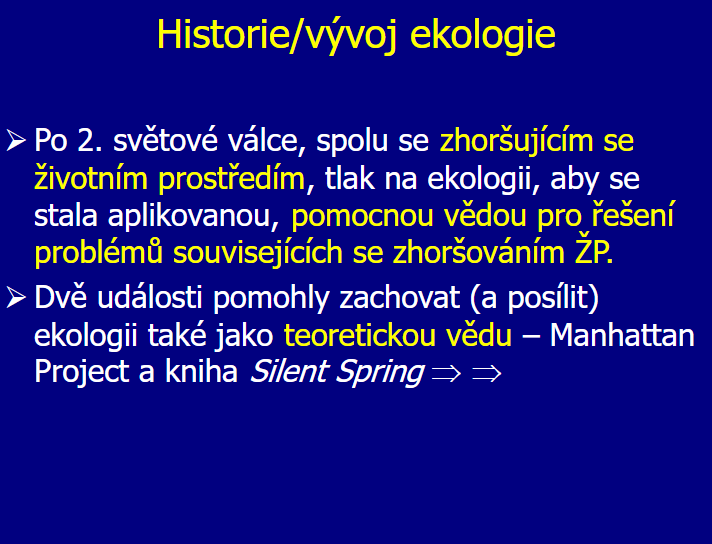 Historie/vývoj ekologie
➢ Po 2. světové válce, spolu se zhoršujícím se
životním prostředím, tlak na ekologii, aby se
stala aplikovanou, pomocnou vědou pro řešení
problémů souvisejících se zhoršováním ŽP.
➢ Dvě události pomohly zachovat (a posílit)
ekologii také jako teoretickou vědu – Manhattan
Project a kniha Silent Spring ⇒ ⇒